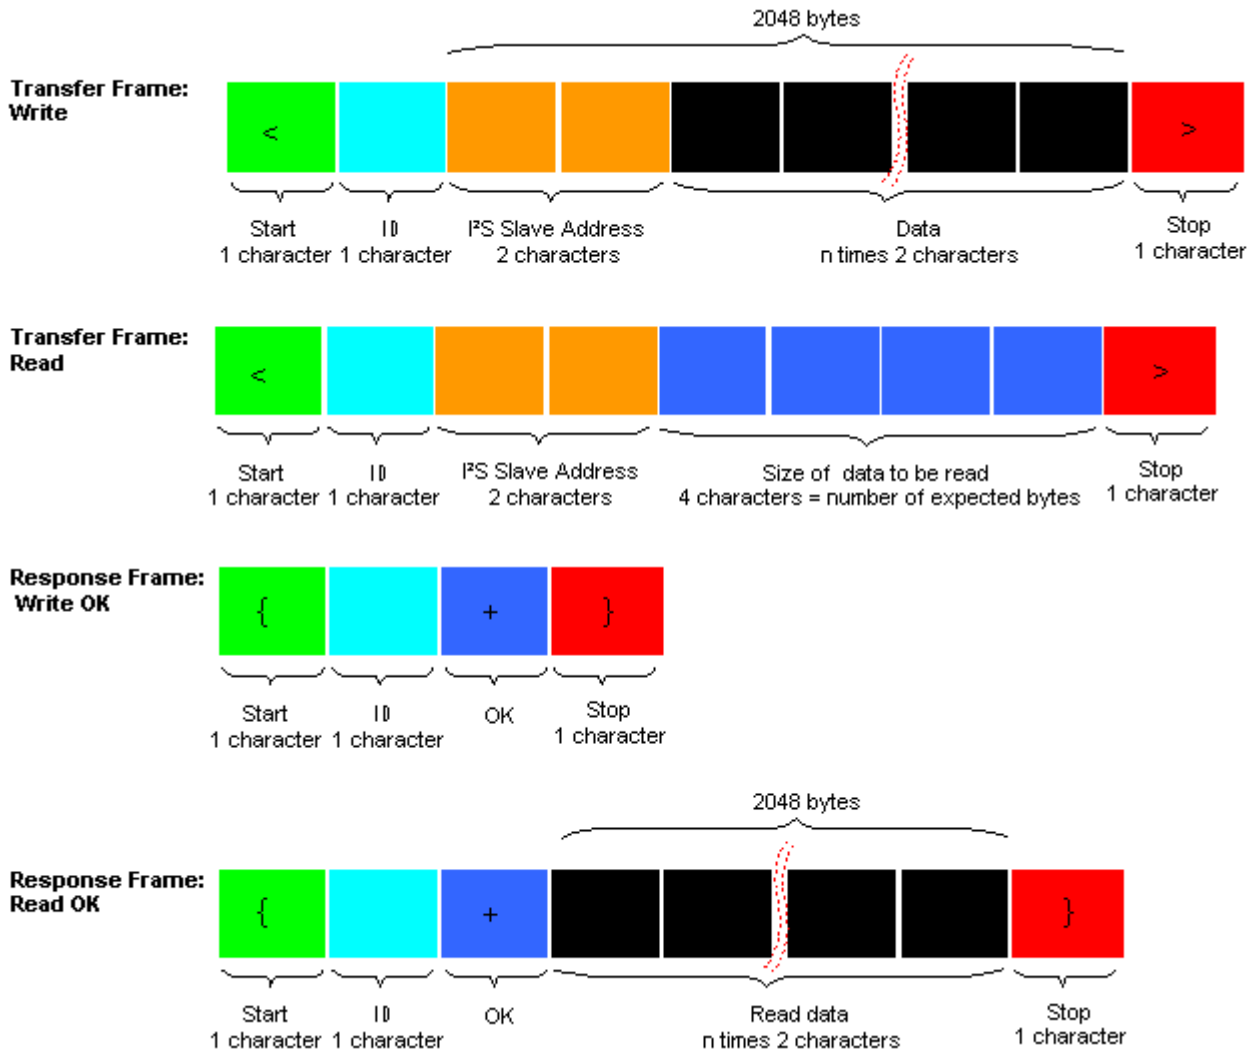 2048 bytes
Transfer Frame:
Write
<
>
Start
1 character
ID
1 character
I²S Slave Address
2 characters
Data
n times 2 characters
Stop
1 character
Transfer Frame:
Read
<
>
Start
1 character
ID
1 character
I²S Slave Address
2 characters
Size of data to be read
4 characters = number of expected bytes
Stop
1 character
Response Frame:
Write OK
{
+
}
Start
1 character
ID
1 character
OK
Stop
1 character
2048 bytes
Response Frame:
Read OK
{
+
}
Start
1 character
ID
1 character
OK
Read data
n times 2 characters
Stop
1 character